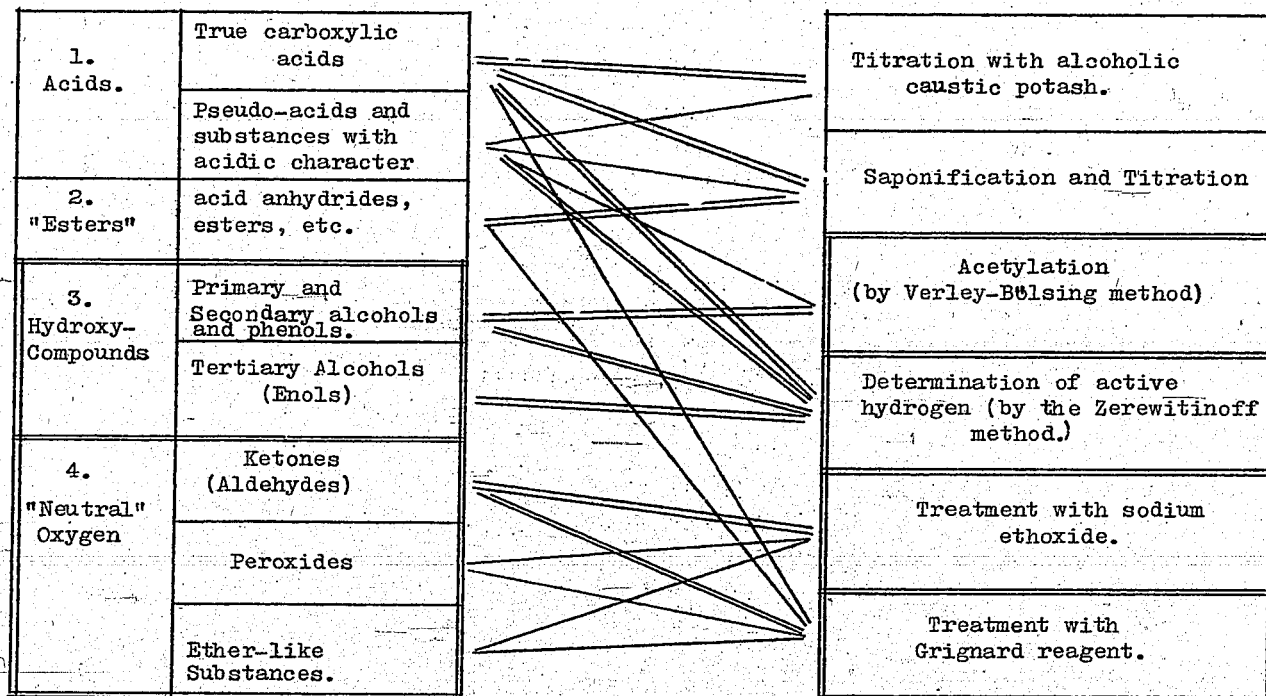 1.
Acids.
True carboxylic
acids
Pseudo-acids and
substances with
acidic character
2.
"Esters"
acid anhydrides,
esters, etc.
3.
Hydroxy-
Compounds
Primary and
Secondary alcohols
and phenols.
Tertiary Alcohols
(Enols)
4.
"Neutral"
Oxygen
Ketones
(Aldehydes)
Peroxides
Ether-like
Substances.
Titration with alcoholic
caustic potash.
Saponification and Titration
Acetylation
(by Verley-Bölsing method)
Determination of active
hydrogen (by the Zerewitinoff
method.)
Treatment with sodium
ethoxide.
Treatment with
Grignard reagent.